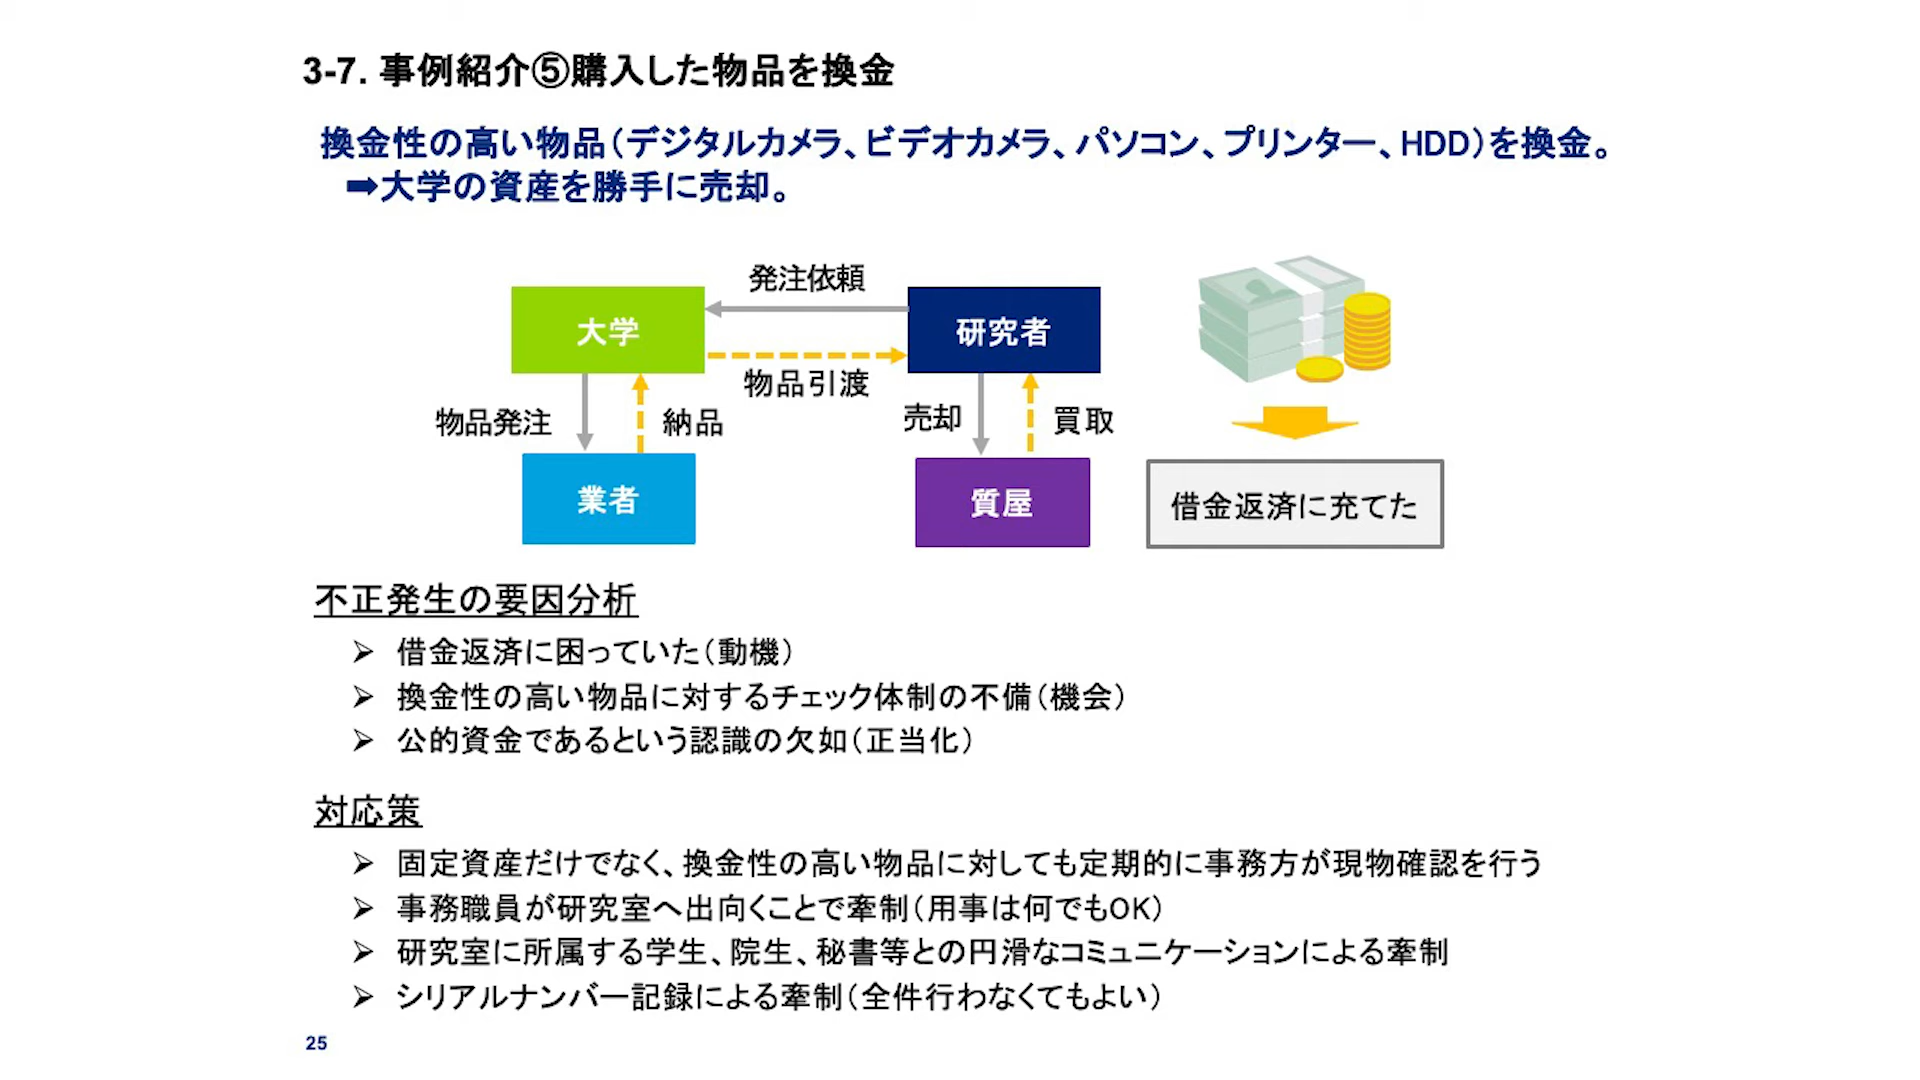 3-7. 事例紹介⑤購入した物品を換金
換金性の高い物品（デジタルカメラ、ビデオカメラ、パソコン、プリンター、HDD）を換金。
➡大学の資産を勝手に売却。
発注依頼
大学
研究者
物品引渡
物品発注
納品
売却
買取
業者
質屋
借金返済に充てた
不正発生の要因分析
➢ 借金返済に困っていた（動機）
➢ 換金性の高い物品に対するチェック体制の不備（機会）
➢ 公的資金であるという認識の欠如（正当化）
対応策
➢ 固定資産だけでなく、換金性の高い物品に対しても定期的に事務方が現物確認を行う
➢ 事務職員が研究室へ出向くことで牽制（用事は何でもOK）
➢ 研究室に所属する学生、院生、秘書等との円滑なコミュニケーションによる牽制
➢ シリアルナンバー記録による牽制（全件行わなくてもよい）
25